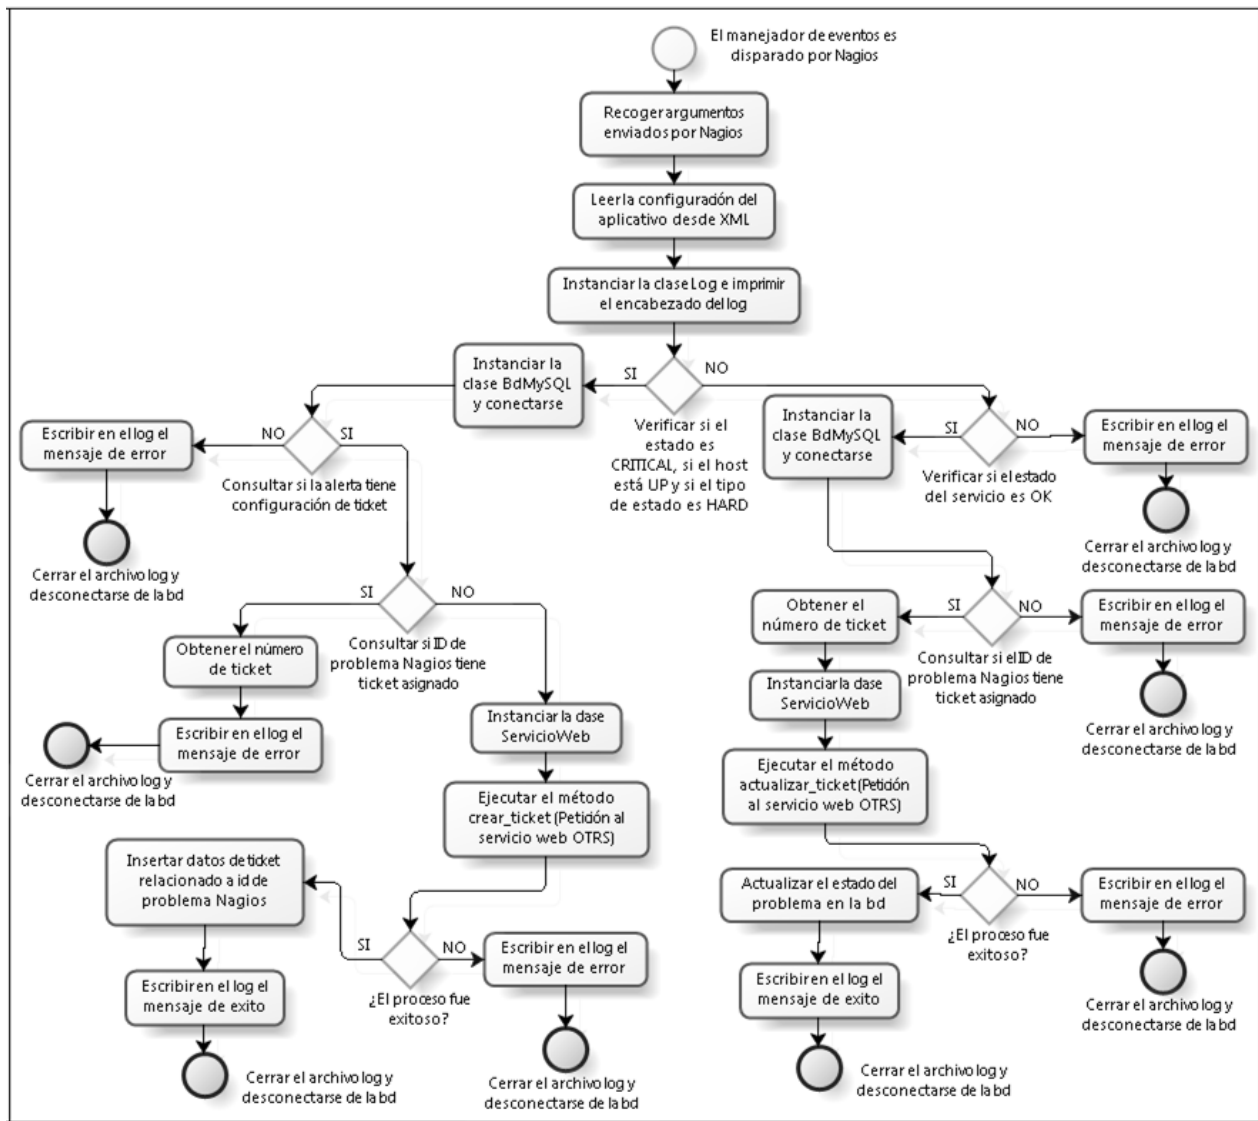 El manejador de eventos es
disparado por Nagios
Recoger argumentos
enviados por Nagios
Leer la configuración del
aplicativo desde XML
Instanciar la clase Log e imprimir
el encabezado del log
SI
NO
Verificar si el
estado es
CRITICAL, si el host
está UP y si el tipo
de estado es HARD
Instanciar la
clase BdMySQL
y conectarse
NO
SI
Consultar si la alerta tiene
configuración de ticket
Escribir en el log el
mensaje de error
Cerrar el archivo log y
desconectarse de la bd
SI
NO
Consultar si ID de
problema Nagios tiene
ticket asignado
Obtener el número
de ticket
Escribir en el log el
mensaje de error
Cerrar el archivo log y
desconectarse de la bd
Instanciar la clase
ServicioWeb
Ejecutar el método
crear_ticket (Petición al
servicio web OTRS)
SI
NO
¿El proceso fue
exitoso?
Insertar datos de ticket
relacionado a id de
problema Nagios
Escribir en el log el
mensaje de exito
Cerrar el archivo log y
desconectarse de la bd
Escribir en el log el
mensaje de error
Cerrar el archivo log y
desconectarse de la bd
SI
NO
Verificar si el estado
del servicio es OK
Instanciar la
clase BdMySQL
y conectarse
Escribir en el log el
mensaje de error
Cerrar el archivo log y
desconectarse de la bd
SI
NO
Consultar si el ID de
problema Nagios tiene
ticket asignado
Obtener el
número de ticket
Escribir en el log el
mensaje de error
Cerrar el archivo log y
desconectarse de la bd
Instanciar la clase
ServicioWeb
Ejecutar el método
actualizar_ticket (Petición
al servicio web OTRS)
SI
NO
¿El proceso fue
exitoso?
Actualizar el estado del
problema en la bd
Escribir en el log el
mensaje de exito
Cerrar el archivo log y
desconectarse de la bd
Escribir en el log el
mensaje de error
Cerrar el archivo log y
desconectarse de la bd